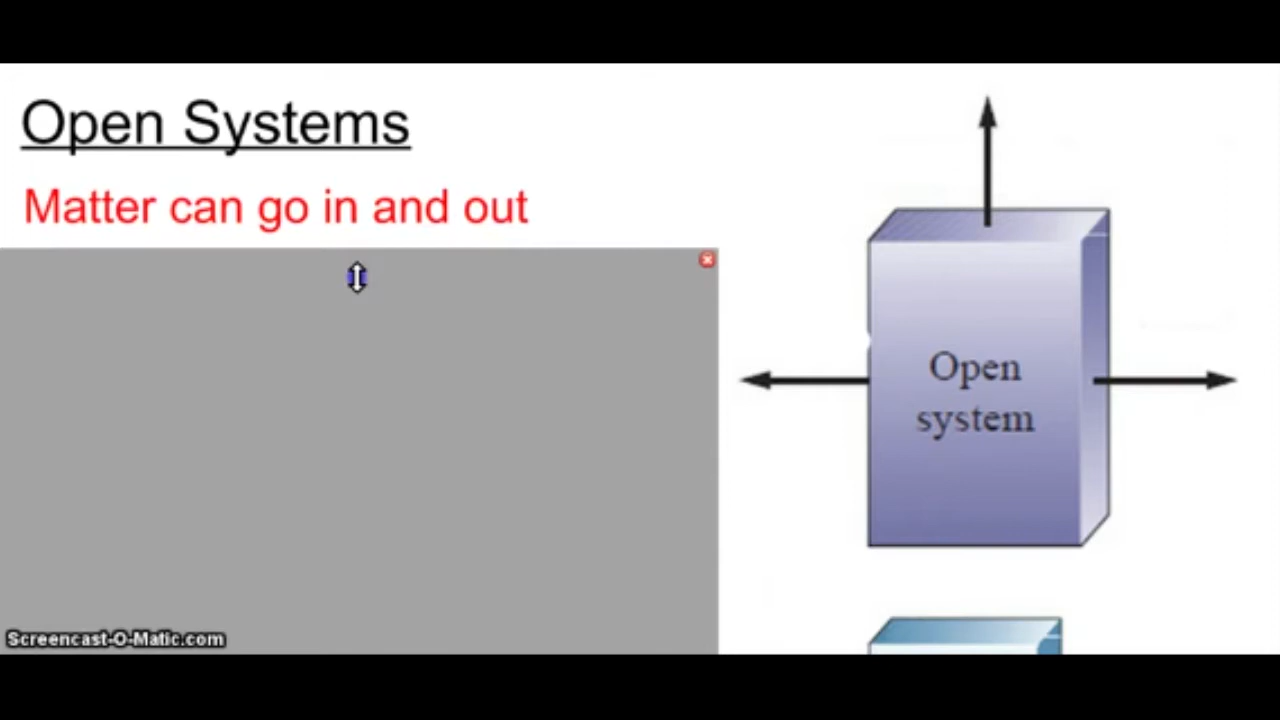 Open Systems
Matter can go in and out
Open
system
Screencast-O-Matic.com